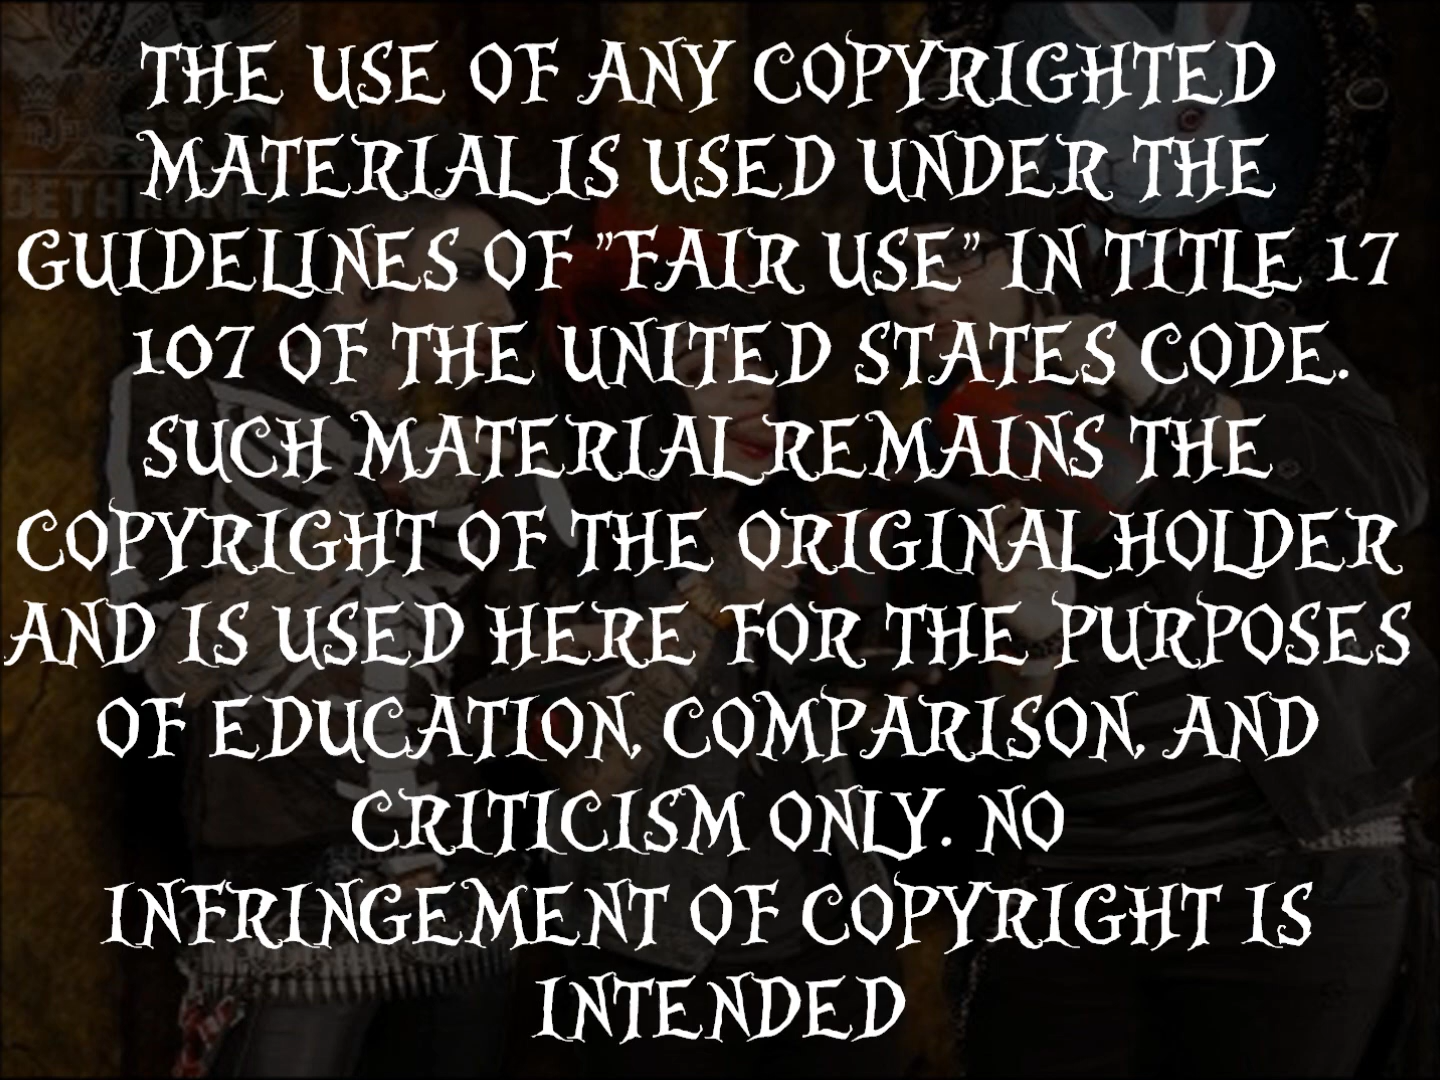 THE USE OF ANY COPYRIGHTED
MATERIAL IS USED UNDER THE
GUIDELINES OF "FAIR USE" IN TITLE 17
107 OF THE UNITED STATES CODE.
SUCH MATERIAL REMAINS THE
COPYRIGHT OF THE ORIGINAL HOLDER
AND IS USED HERE FOR THE PURPOSES
OF EDUCATION, COMPARISON, AND
CRITICISM ONLY. NO
INFRINGEMENT OF COPYRIGHT IS
INTENDED